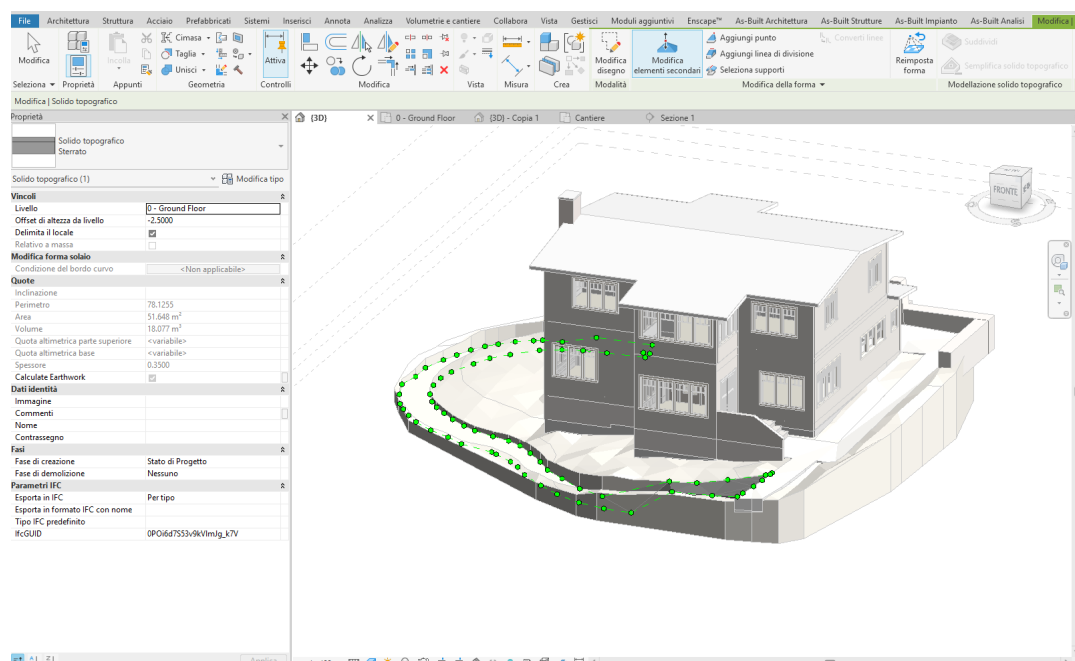 File Architettura Struttura Acciaio Prefabbricati Sistemi Inserisci Annota Analizza Volumetrie e cantiere Collabora Vista Gestisci Moduli aggiuntivi Enscape™ As-Built Architettura As-Built Strutture As-Built Impianto As-Built Analisi Modifica |
Cimasa Aggiungi punto Converti linee Suddividi
Modifica Incolla Taglia Attiva Modifica disegno Modifica elementi secondari Aggiungi linea di divisione Reimposta forma
Unisci Seleziona supporti Semplifica solido topografico
Seleziona Proprietà Appunti Geometria Controlli Modifica Vista Misura Crea Modalità Modifica della forma Modellazione solido topografico
Modifica | Solido topografico
Proprietà
{3D} 0 - Ground Floor {3D} - Copia 1 Cantiere Sezione 1
Solido topografico
Sterrato
Solido topografico (1) Modifica tipo
Vincoli
Livello 0 - Ground Floor
Offset di altezza da livello -2.5000
Delimita il locale
Relativo a massa
Modifica forma solaio
Condizione del bordo curvo <Non applicabile>
Quote
Inclinazione
Perimetro 78.1255
Area 51.648 m²
Volume 18.077 m³
Quota altimetrica parte superiore <variabile>
Quota altimetrica base <variabile>
Spessore 0.3500
Calculate Earthwork
Dati identità
Immagine
Commenti
Nome
Contrassegno
Fasi
Fase di creazione Stato di Progetto
Fase di demolizione Nessuno
Parametri IFC
Esporta in IFC Per tipo
Esporta in formato IFC con nome
Tipo IFC predefinito
IfcGUID 0POi6d7S53v9kVImJg_k7V
FRONTE
Applica